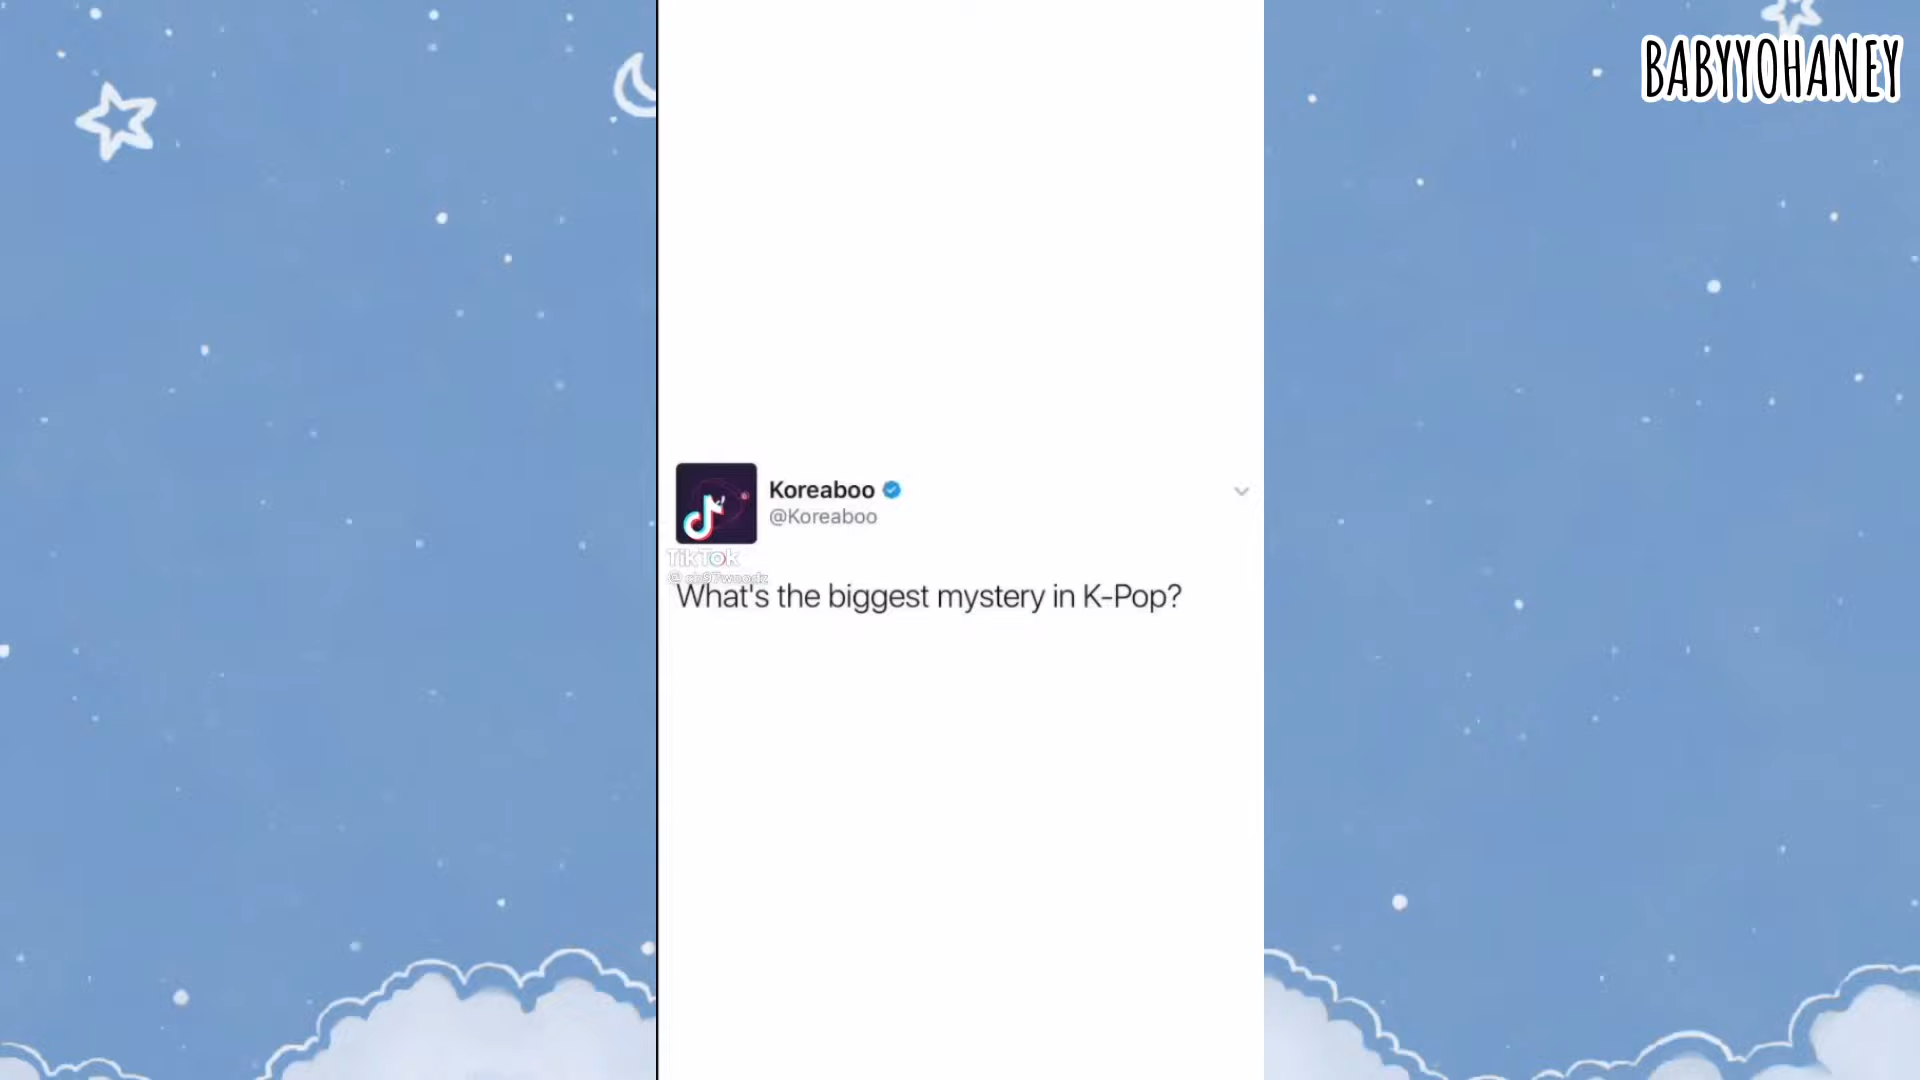 BABYYOHANEY
Koreaboo
@Koreaboo
TikTok
What's the biggest mystery in K-Pop?